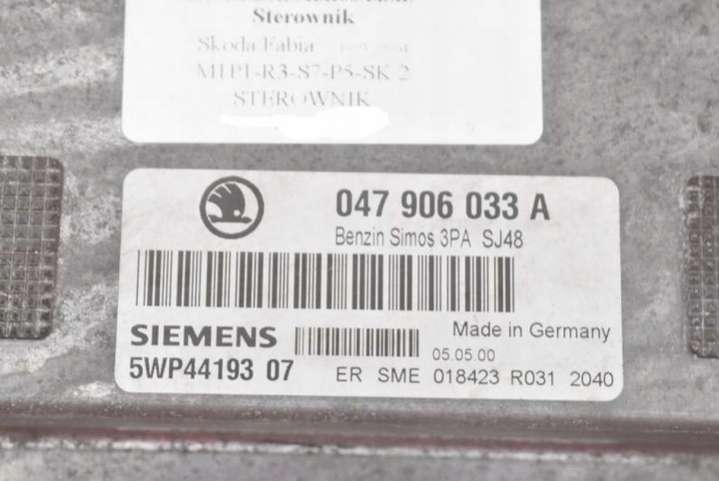 Sterownik
Skoda Fabia
M1P1-R3-S7-P5-SK 2
STEROWNIK
047 906 033 A
Benzin Simos 3PA SJ48
SIEMENS
Made in Germany
05.05.00
5WP44193 07
ER SME 018423 R031 2040